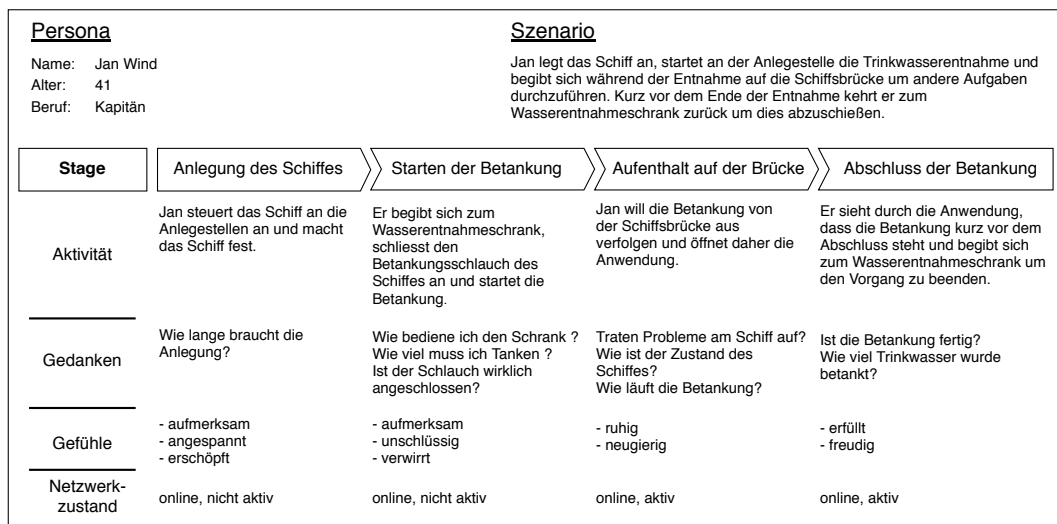 Persona
Name: Jan Wind
Alter: 41
Beruf: Kapitän
Szenario
Jan legt das Schiff an, startet an der Anlegestelle die Trinkwasserentnahme und
begibt sich während der Entnahme auf die Schiffsbrücke um andere Aufgaben
durchzuführen. Kurz vor dem Ende der Entnahme kehrt er zum
Wasserentnahmeschrank zurück um dies abzuschießen.
Stage
Anlegung des Schiffes
Starten der Betankung
Aufenthalt auf der Brücke
Abschluss der Betankung
Aktivität
Jan steuert das Schiff an die
Anlegestellen an und macht
das Schiff fest.
Er begibt sich zum
Wasserentnahmeschrank,
schliesst den
Betankungsschlauch des
Schiffes an und startet die
Betankung.
Jan will die Betankung von
der Schiffsbrücke aus
verfolgen und öffnet daher die
Anwendung.
Er sieht durch die Anwendung,
dass die Betankung kurz vor dem
Abschluss steht und begibt sich
zum Wasserentnahmeschrank um
den Vorgang zu beenden.
Gedanken
Wie lange braucht die
Anlegung?
Wie bediene ich den Schrank ?
Wie viel muss ich Tanken ?
Ist der Schlauch wirklich
angeschlossen?
Traten Probleme am Schiff auf?
Wie ist der Zustand des
Schiffes?
Wie läuft die Betankung?
Ist die Betankung fertig?
Wie viel Trinkwasser wurde
betankt?
Gefühle
- aufmerksam
- angespannt
- erschöpft
- aufmerksam
- unschlüssig
- verwirrt
- ruhig
- neugierig
- erfüllt
- freudig
Netzwerk-
zustand
online, nicht aktiv
online, nicht aktiv
online, aktiv
online, aktiv